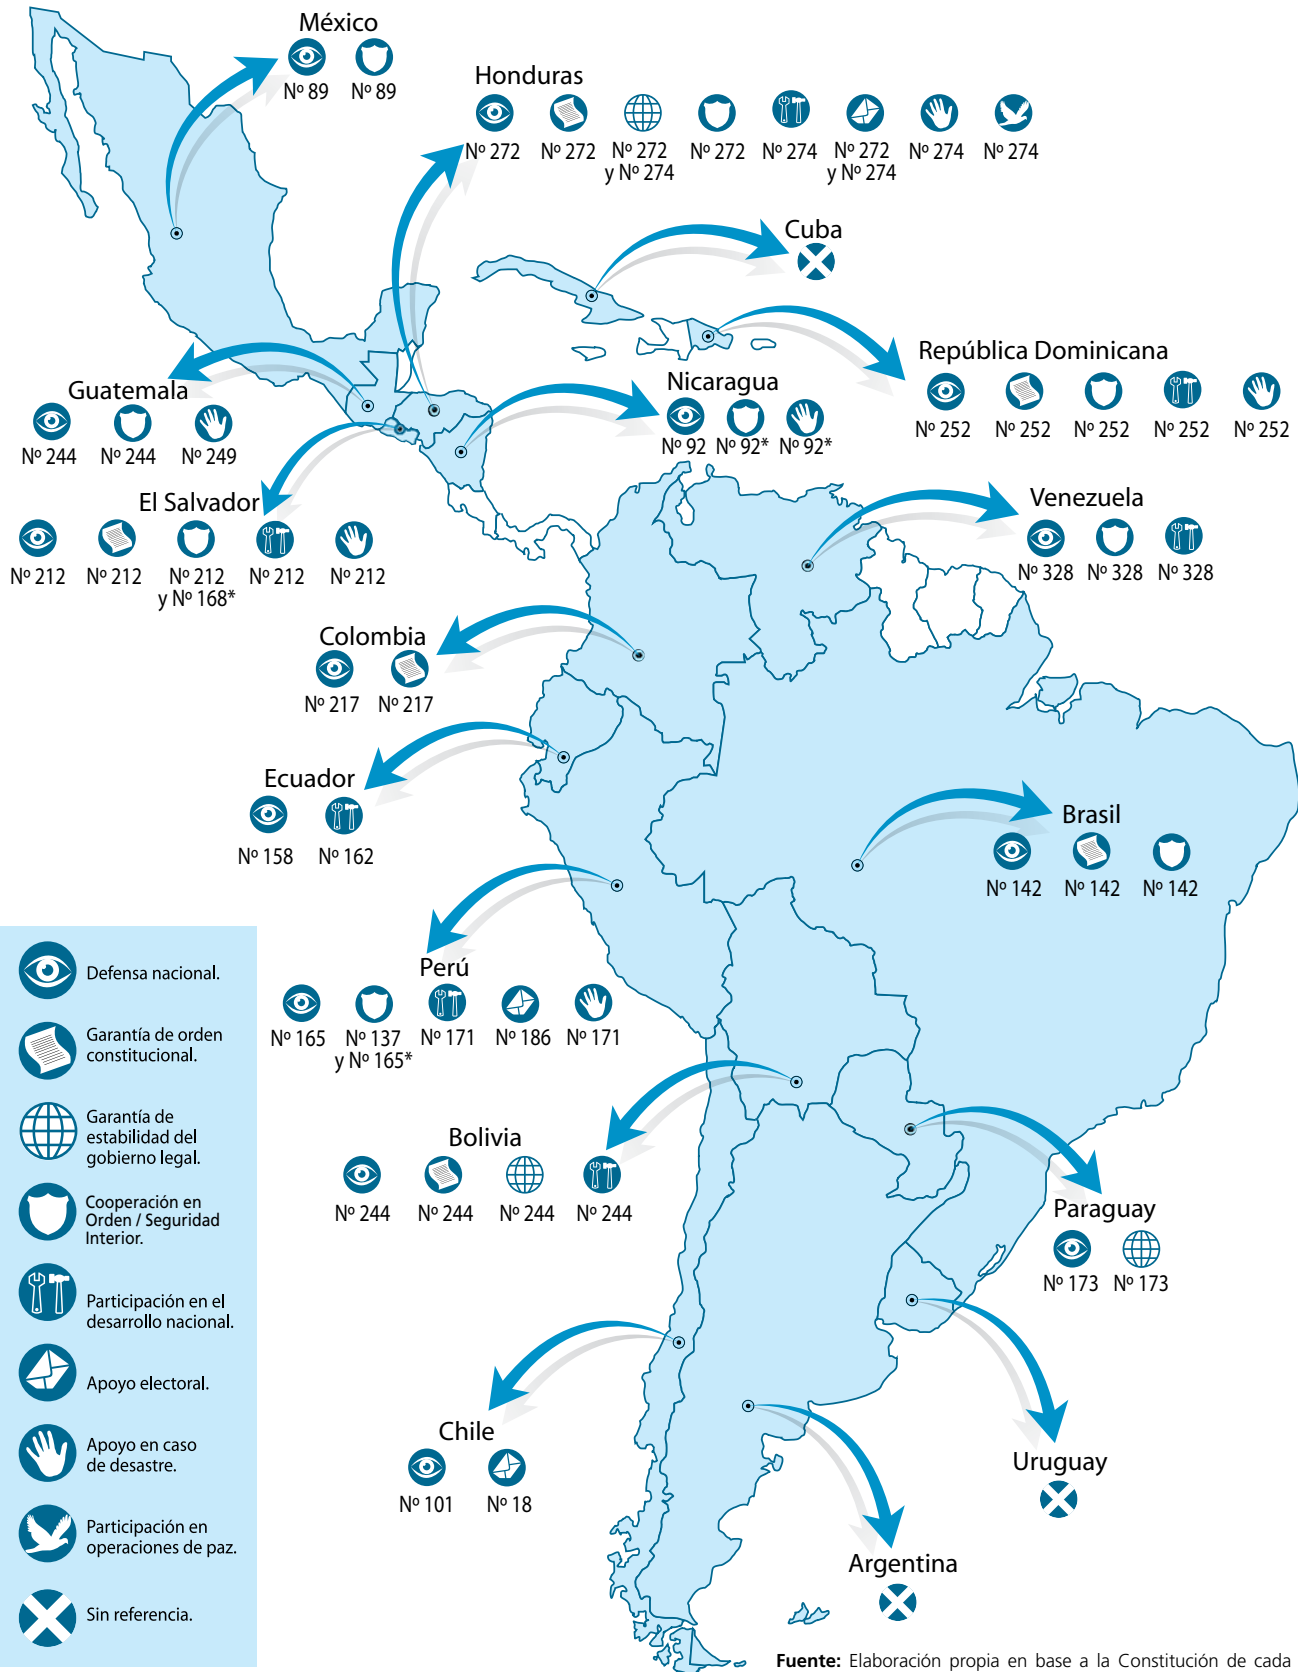 México
Nº 89 Nº 89
Honduras
Nº 272 Nº 272 Nº 272 Nº 272 Nº 274 Nº 272 Nº 274 Nº 274
y Nº 274 y Nº 274
Cuba
República Dominicana
Nº 252 Nº 252 Nº 252 Nº 252 Nº 252
Nicaragua
Nº 92 Nº 92* Nº 92*
Guatemala
Nº 244 Nº 244 Nº 249
El Salvador
Nº 212 Nº 212 Nº 212 Nº 212 Nº 212
y Nº 168*
Venezuela
Nº 328 Nº 328 Nº 328
Colombia
Nº 217 Nº 217
Ecuador
Nº 158 Nº 162
Brasil
Nº 142 Nº 142 Nº 142
Perú
Nº 165 Nº 137 Nº 171 Nº 186 Nº 171
y Nº 165*
Bolivia
Nº 244 Nº 244 Nº 244 Nº 244
Paraguay
Nº 173 Nº 173
Chile
Nº 101 Nº 18
Uruguay
Argentina
Defensa nacional.
Garantía de orden
constitucional.
Garantía de
estabilidad del
gobierno legal.
Cooperación en
Orden / Seguridad
Interior.
Participación en el
desarrollo nacional.
Apoyo electoral.
Apoyo en caso
de desastre.
Participación en
operaciones de paz.
Sin referencia.
Fuente: Elaboración propia en base a la Constitución de cada